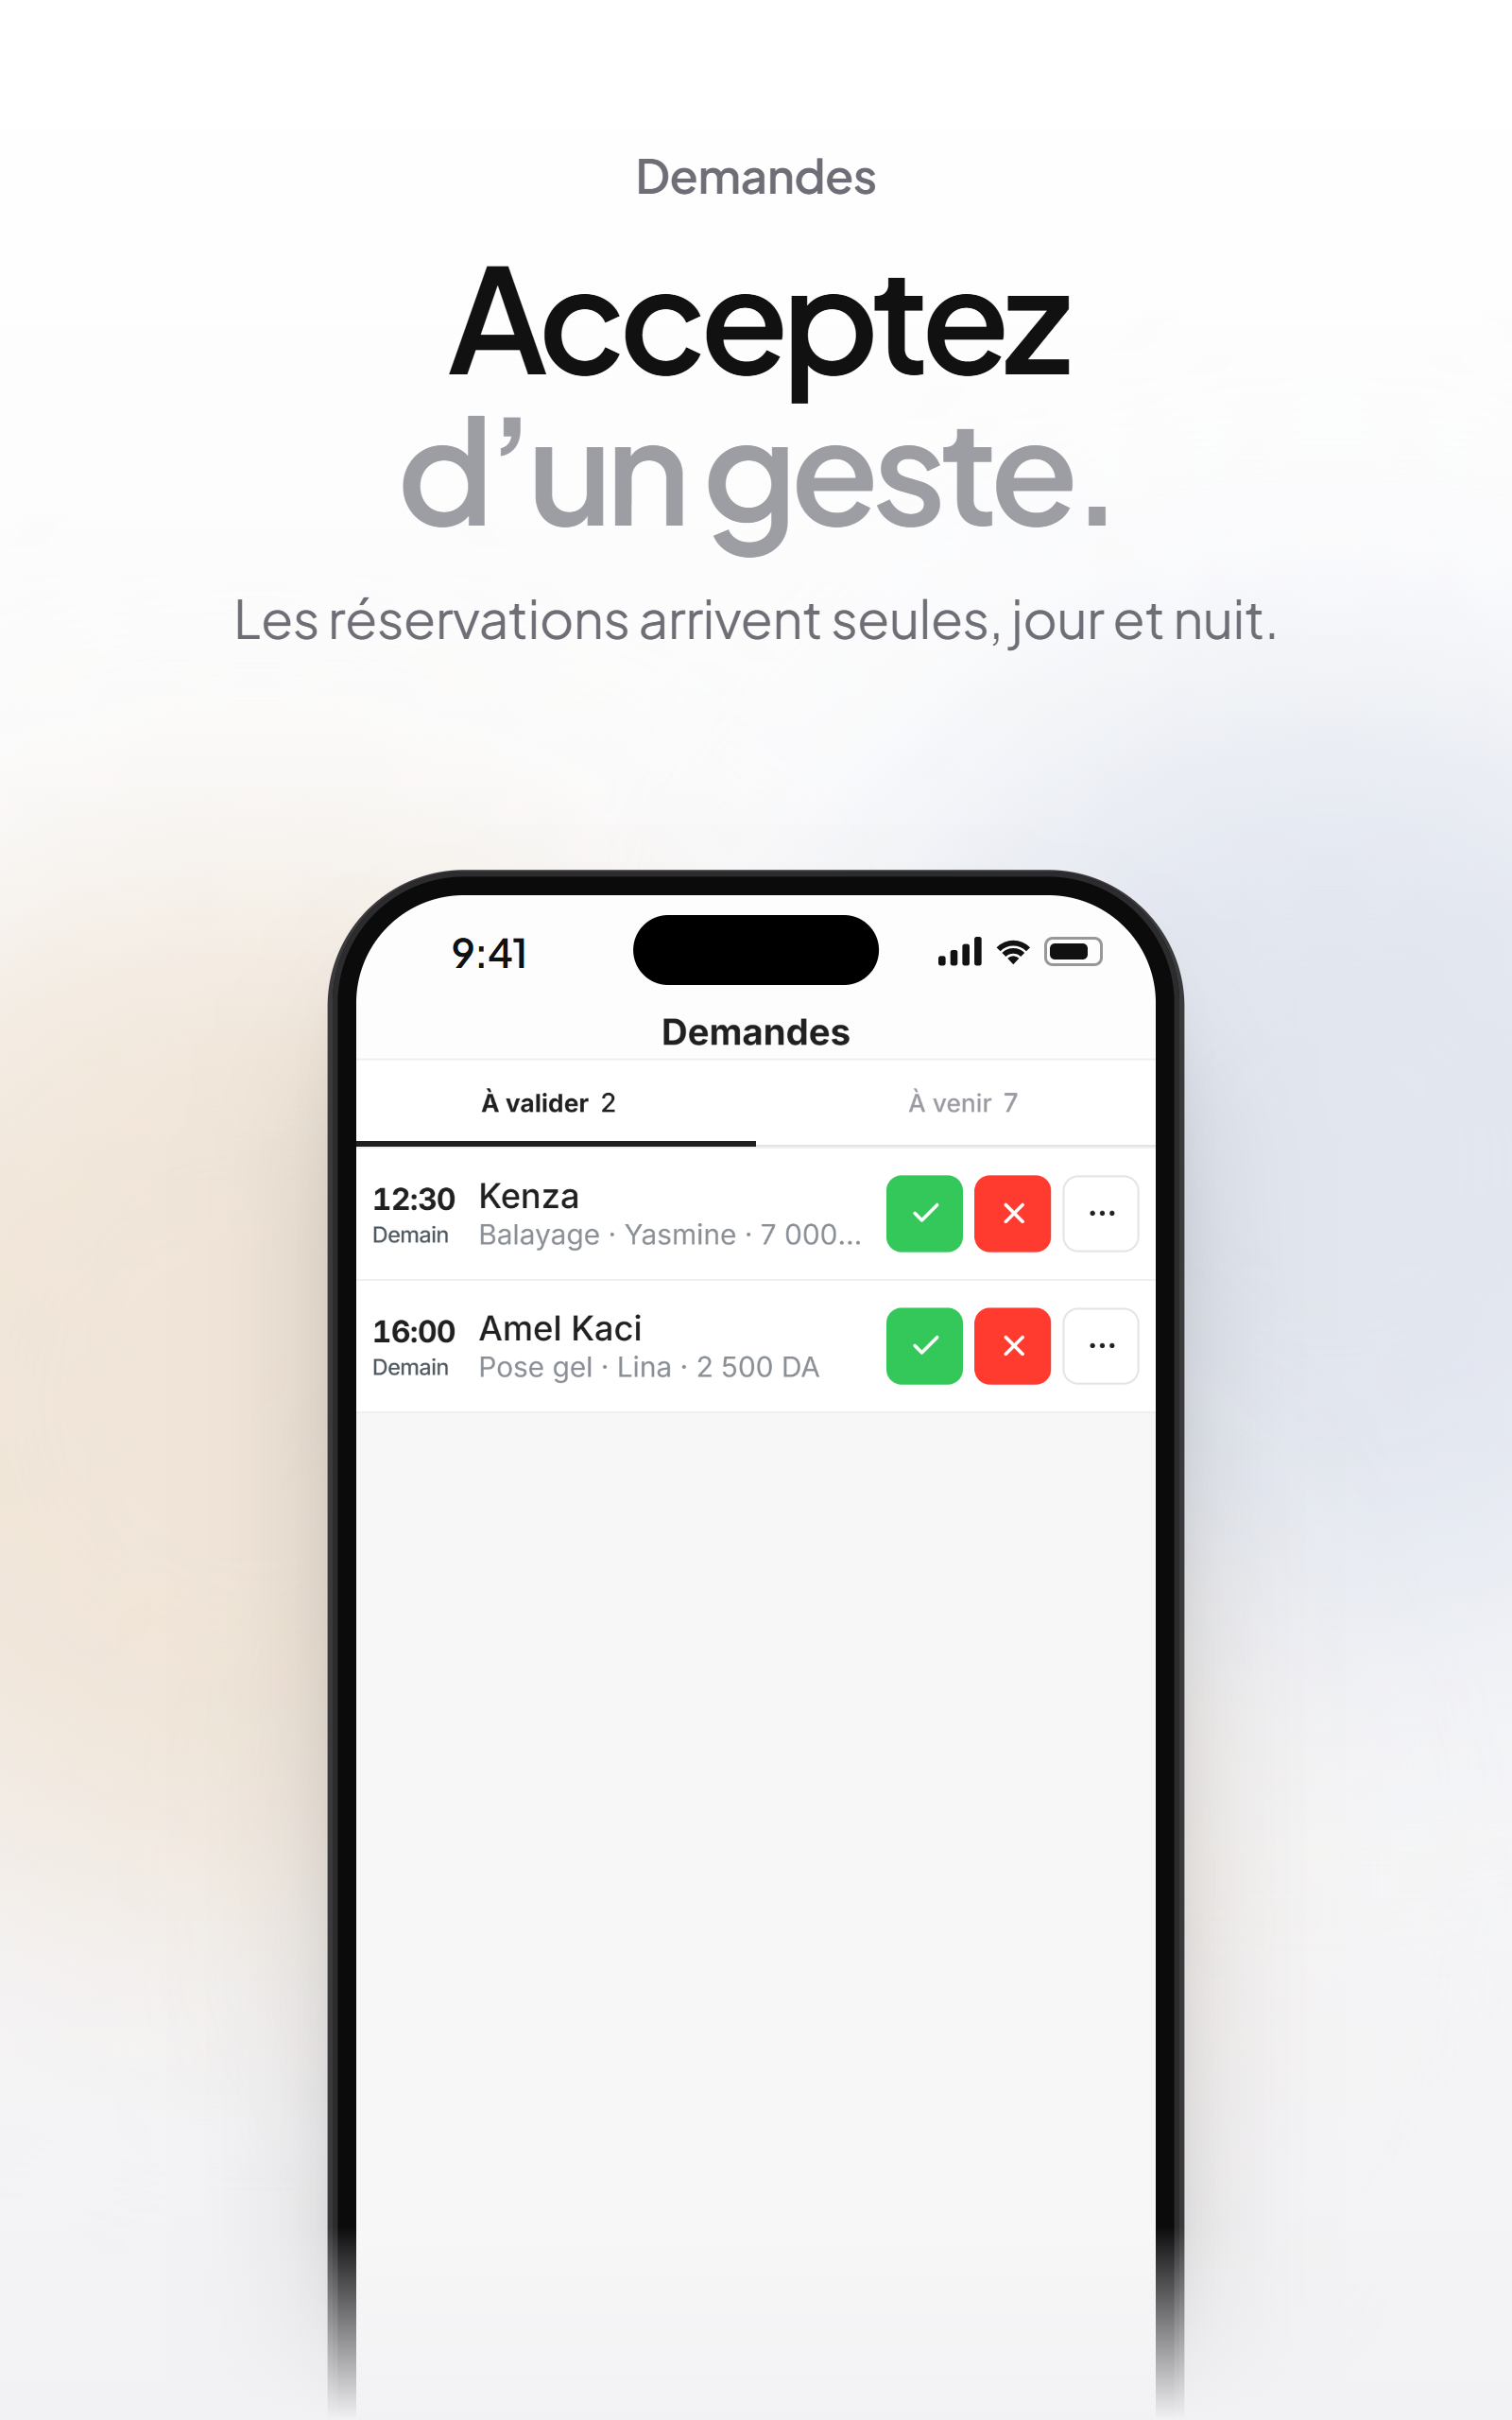 Demandes
Acceptez
d’un geste.
Les réservations arrivent seules, jour et nuit.
9:41
Demandes
À valider 2
À venir 7
12:30
Demain
Kenza
Balayage · Yasmine · 7 000...
16:00
Demain
Amel Kaci
Pose gel · Lina · 2 500 DA